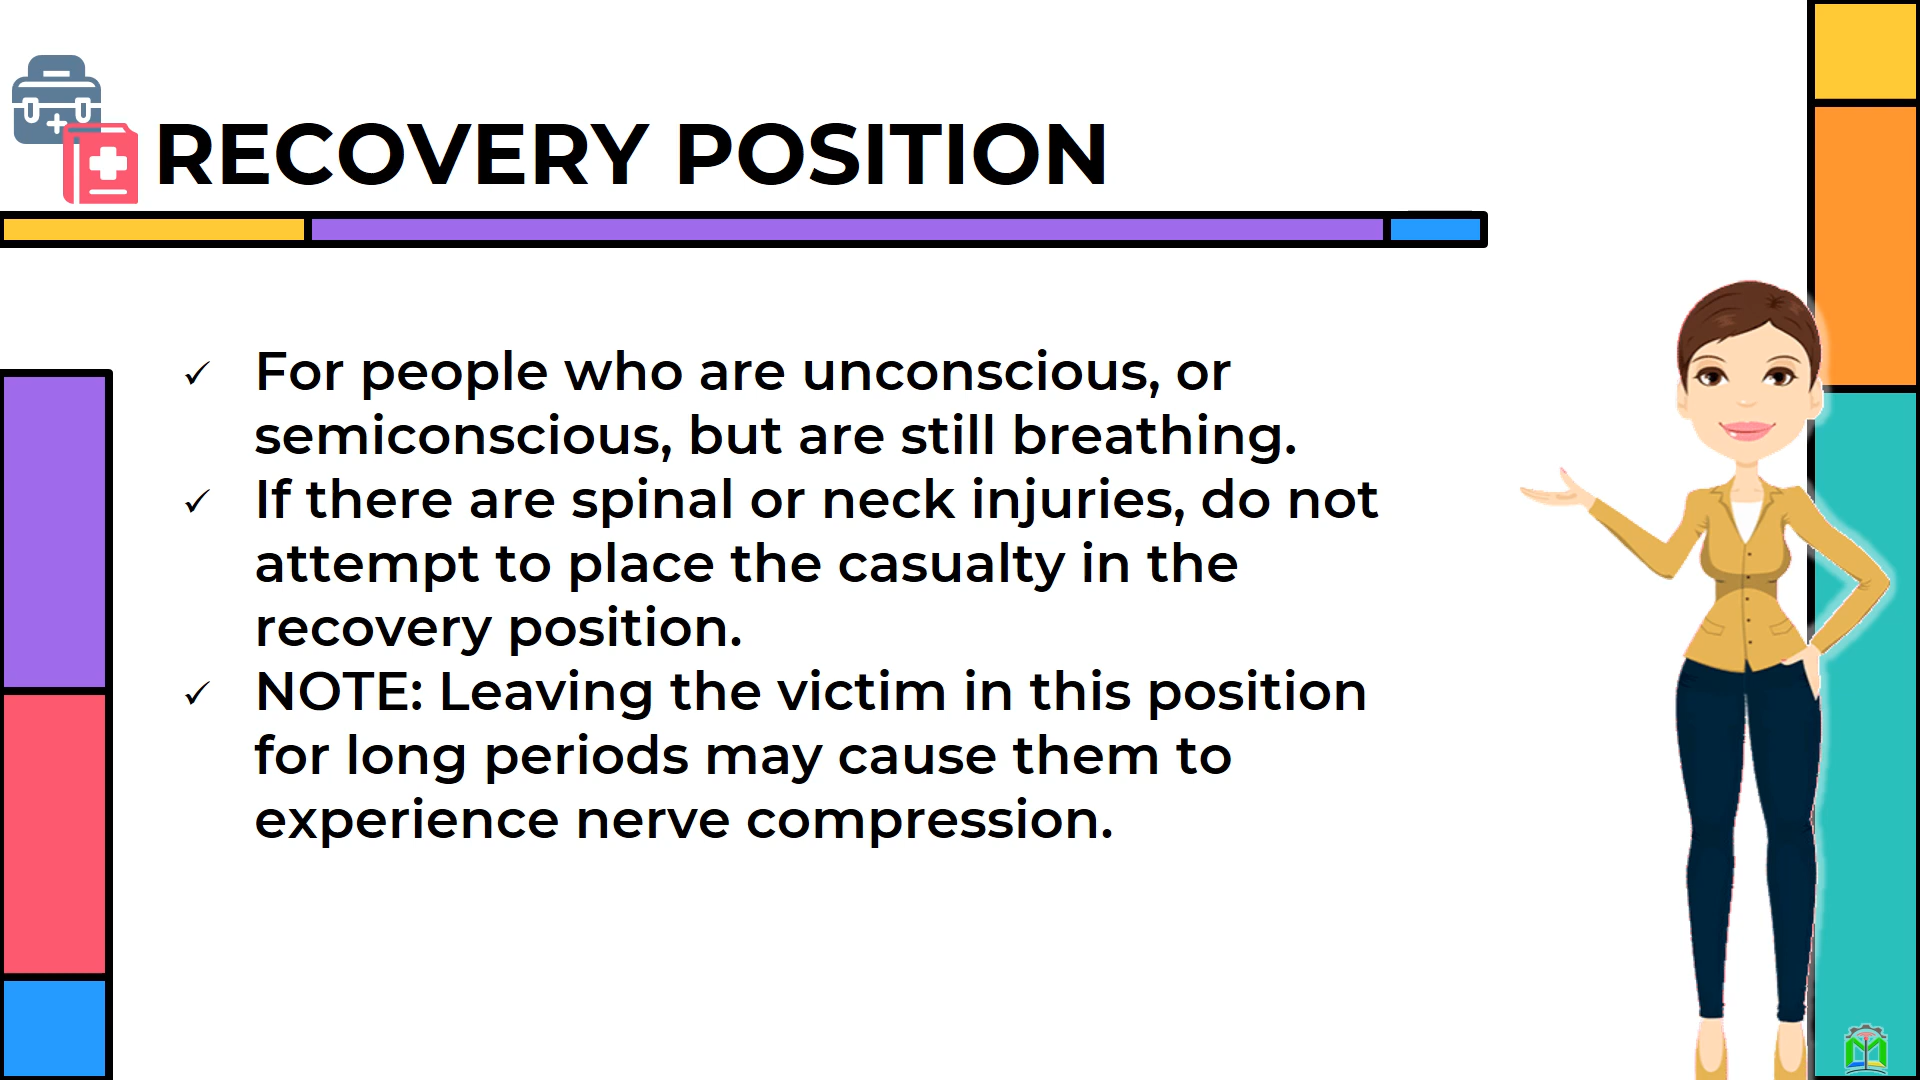 RECOVERY POSITION
✓ For people who are unconscious, or
semiconscious, but are still breathing.
✓ If there are spinal or neck injuries, do not
attempt to place the casualty in the
recovery position.
✓ NOTE: Leaving the victim in this position
for long periods may cause them to
experience nerve compression.